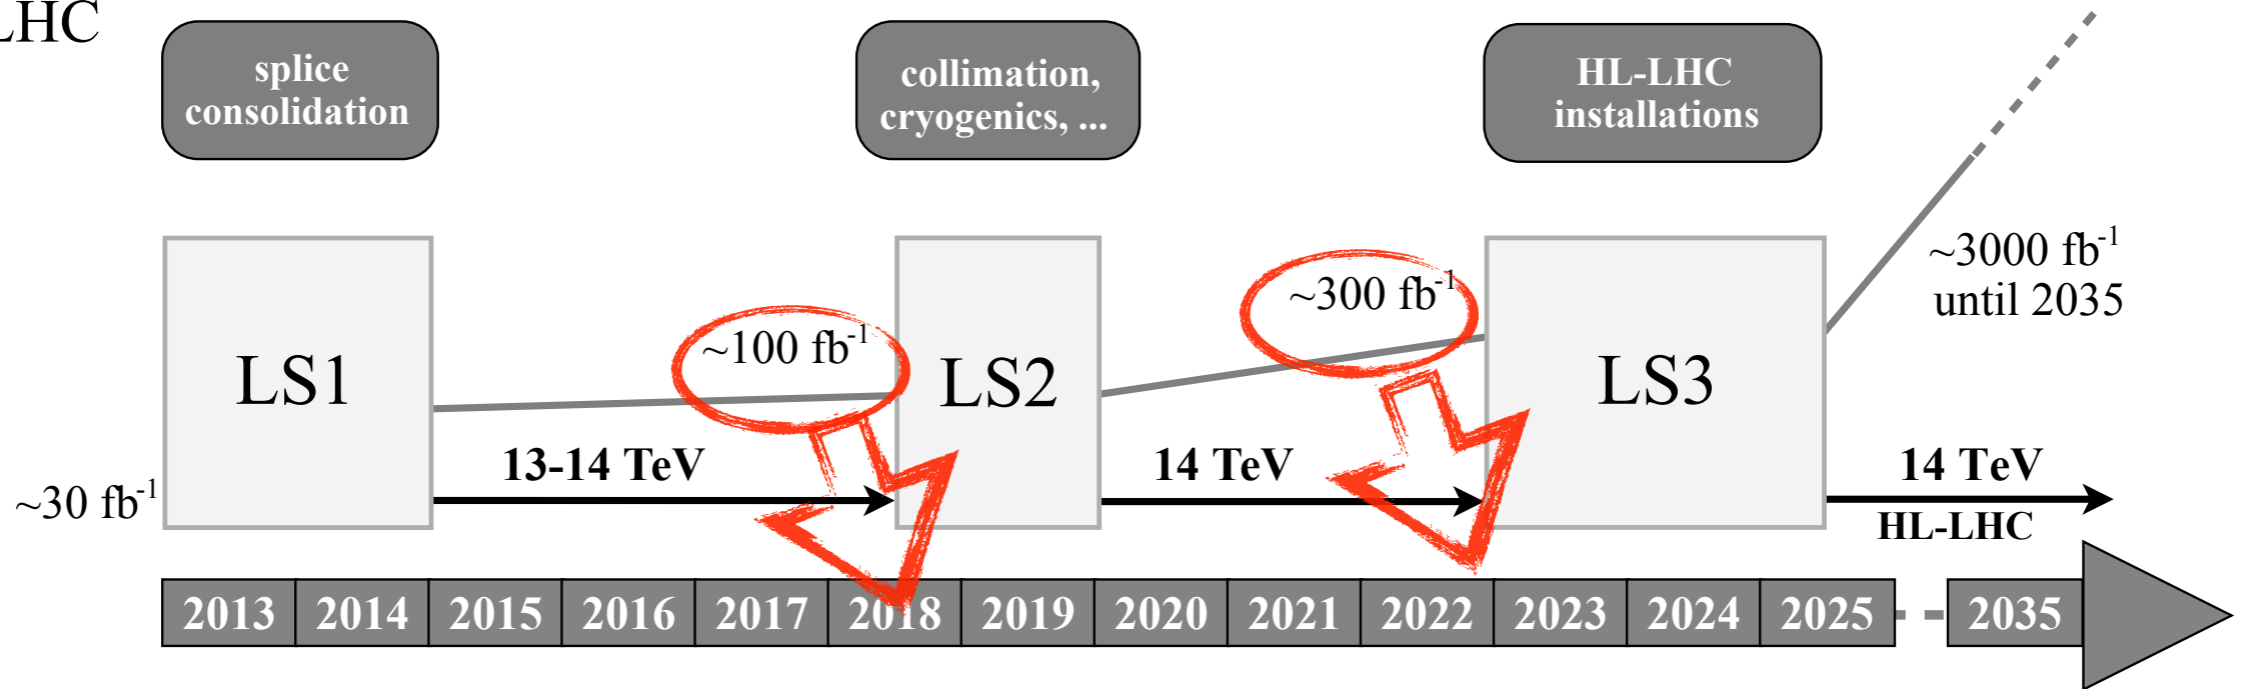 LHC
splice
consolidation
collimation,
cryogenics, ...
HL-LHC
installations
~3000 fb⁻¹
until 2035
~300 fb⁻¹
~100 fb⁻¹
LS1
LS2
LS3
13-14 TeV
14 TeV
14 TeV
~30 fb⁻¹
HL-LHC
2013 2014 2015 2016 2017 2018 2019 2020 2021 2022 2023 2024 2025 2035